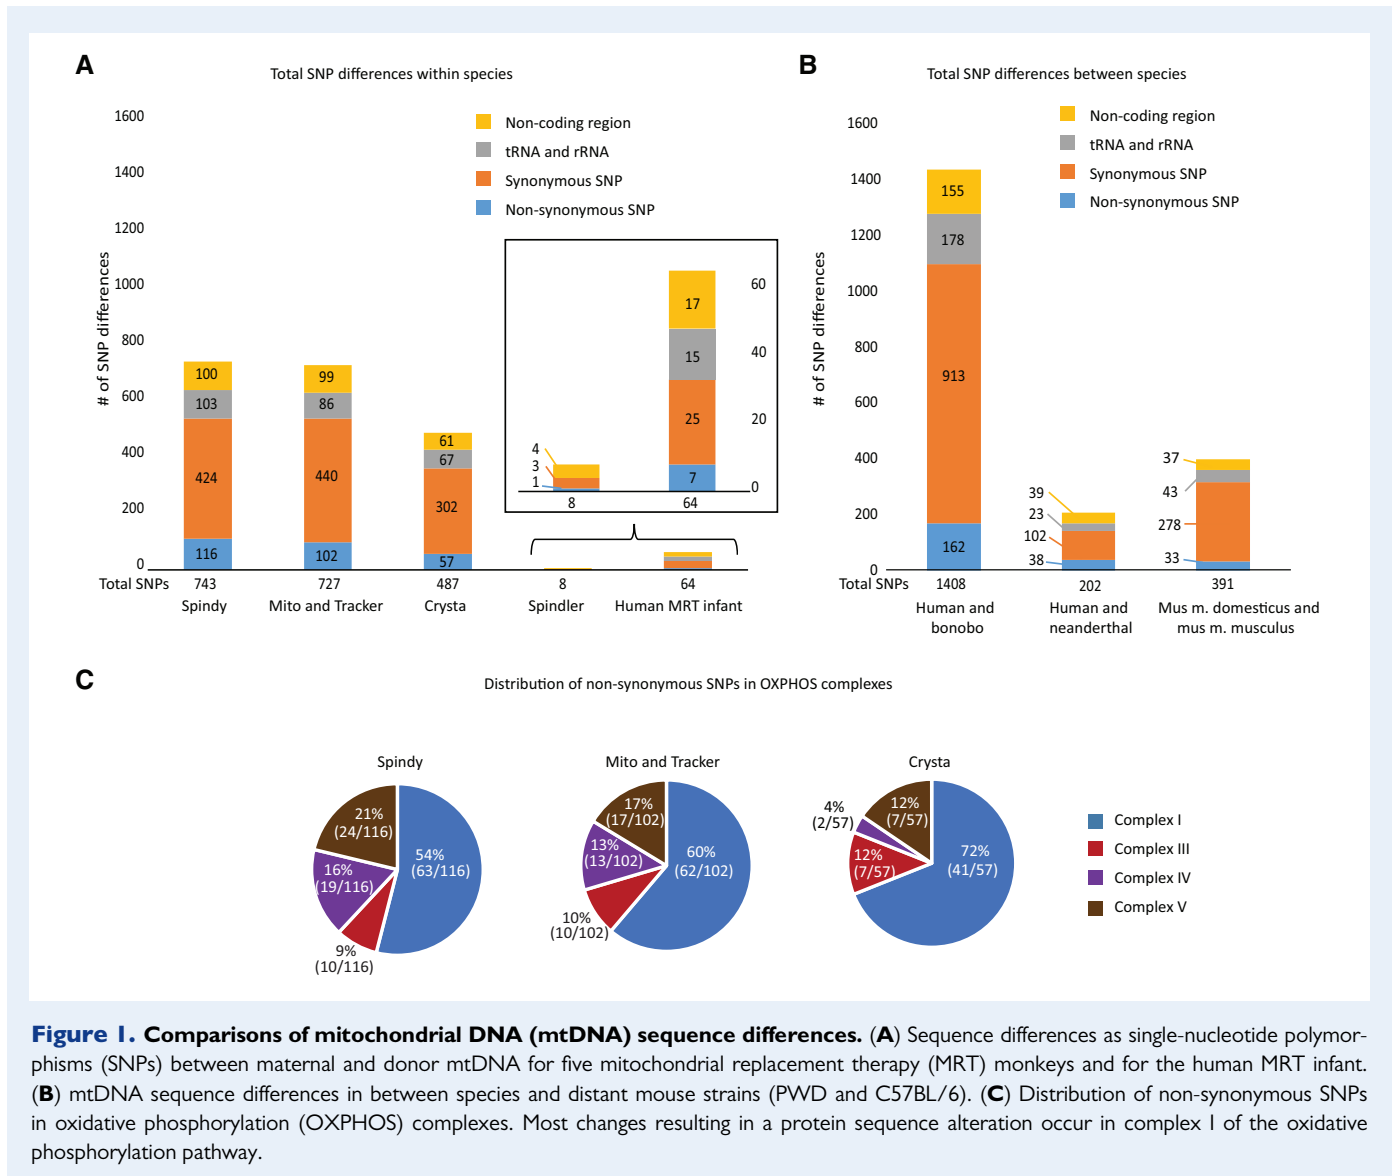 A
Total SNP differences within species
# of SNP differences
1600
1400
1200
1000
800
600
400
200
0
Non-coding region
tRNA and rRNA
Synonymous SNP
Non-synonymous SNP
100
103
424
116
99
86
440
102
61
67
302
57
4
3
1
8
17
15
25
7
64
60
40
20
0
Total SNPs
743
727
487
8
64
Spindy
Mito and Tracker
Crysta
Spindler
Human MRT infant
B
Total SNP differences between species
# of SNP differences
1600
1400
1200
1000
800
600
400
200
0
Non-coding region
tRNA and rRNA
Synonymous SNP
Non-synonymous SNP
155
178
913
162
39
23
102
38
37
43
278
33
Total SNPs
1408
202
391
Human and
bonobo
Human and
neanderthal
Mus m. domesticus and
mus m. musculus
C
Distribution of non-synonymous SNPs in OXPHOS complexes
Spindy
21%
(24/116)
16%
(19/116)
9%
(10/116)
54%
(63/116)
Mito and Tracker
17%
(17/102)
13%
(13/102)
10%
(10/102)
60%
(62/102)
Crysta
12%
(7/57)
4%
(2/57)
12%
(7/57)
72%
(41/57)
Complex I
Complex III
Complex IV
Complex V
Figure 1. Comparisons of mitochondrial DNA (mtDNA) sequence differences. (A) Sequence differences as single-nucleotide polymor-
phisms (SNPs) between maternal and donor mtDNA for five mitochondrial replacement therapy (MRT) monkeys and for the human MRT infant.
(B) mtDNA sequence differences in between species and distant mouse strains (PWD and C57BL/6). (C) Distribution of non-synonymous SNPs
in oxidative phosphorylation (OXPHOS) complexes. Most changes resulting in a protein sequence alteration occur in complex I of the oxidative
phosphorylation pathway.